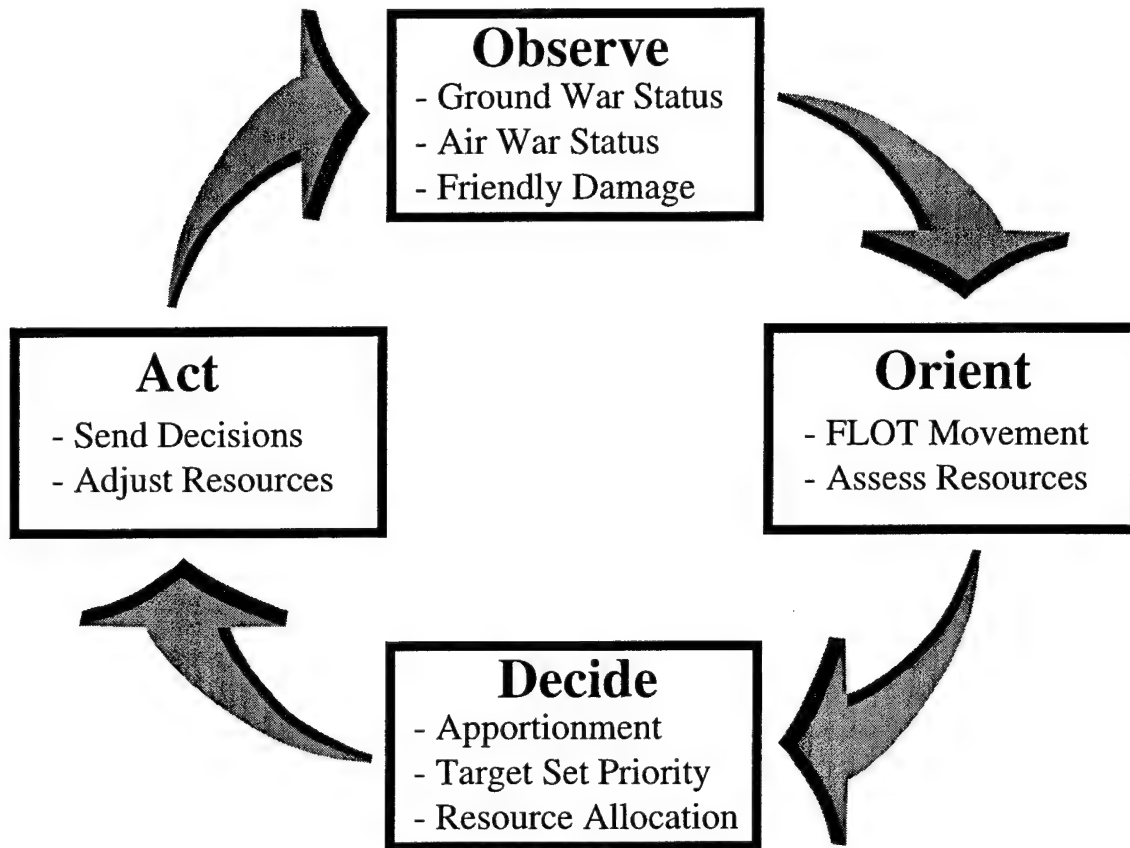 Observe
- Ground War Status
- Air War Status
- Friendly Damage
Orient
- FLOT Movement
- Assess Resources
Decide
- Apportionment
- Target Set Priority
- Resource Allocation
Act
- Send Decisions
- Adjust Resources